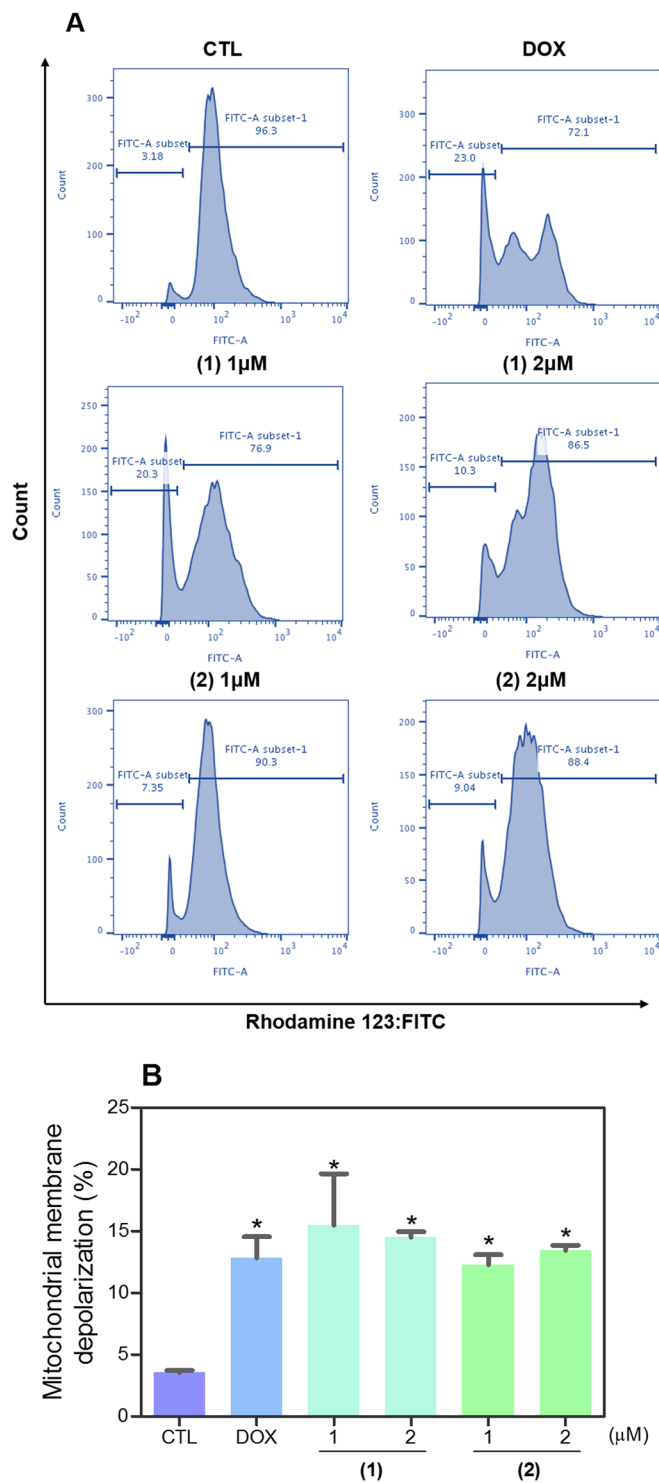 A
CTL
DOX
FITC-A subset-1
96.3
FITC-A subset
3.18
300
200
100
0
Count
-10² 0 10² 10³ 10⁴
FITC-A
FITC-A subset-1
72.1
FITC-A subset
23.0
300
200
100
0
Count
-10² 0 10² 10³ 10⁴
FITC-A
(1) 1µM
(1) 2µM
FITC-A subset-1
76.9
FITC-A subset
20.3
250
200
150
100
50
0
Count
-10² 0 10² 10³ 10⁴
FITC-A
FITC-A subset-1
86.5
FITC-A subset
10.3
200
150
100
50
0
Count
-10² 0 10² 10³ 10⁴
FITC-A
(2) 1µM
(2) 2µM
FITC-A subset-1
90.3
FITC-A subset
7.35
300
200
100
0
Count
-10² 0 10² 10³ 10⁴
FITC-A
FITC-A subset-1
88.4
FITC-A subset
9.04
200
150
100
50
0
Count
-10² 0 10² 10³ 10⁴
FITC-A
Count
Rhodamine 123:FITC
B
Mitochondrial membrane
depolarization (%)
25
20
15
10
5
0
* * * * *
CTL DOX 1 2 1 2 (µM)
(1) (2)